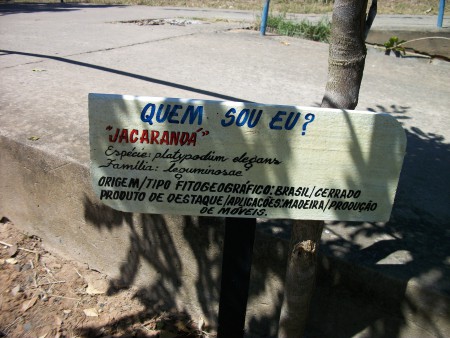 QUEM SOU EU?
"JACARANDÁ"
Espécie: platypodium elegans
Família: leguminosae
ORIGEM/TIPO FITOGEOGRÁFICO: BRASIL/CERRADO
PRODUTO DE DESTAQUE/APLICAÇÕES: MADEIRA/PRODUÇÃO
DE MÓVEIS.